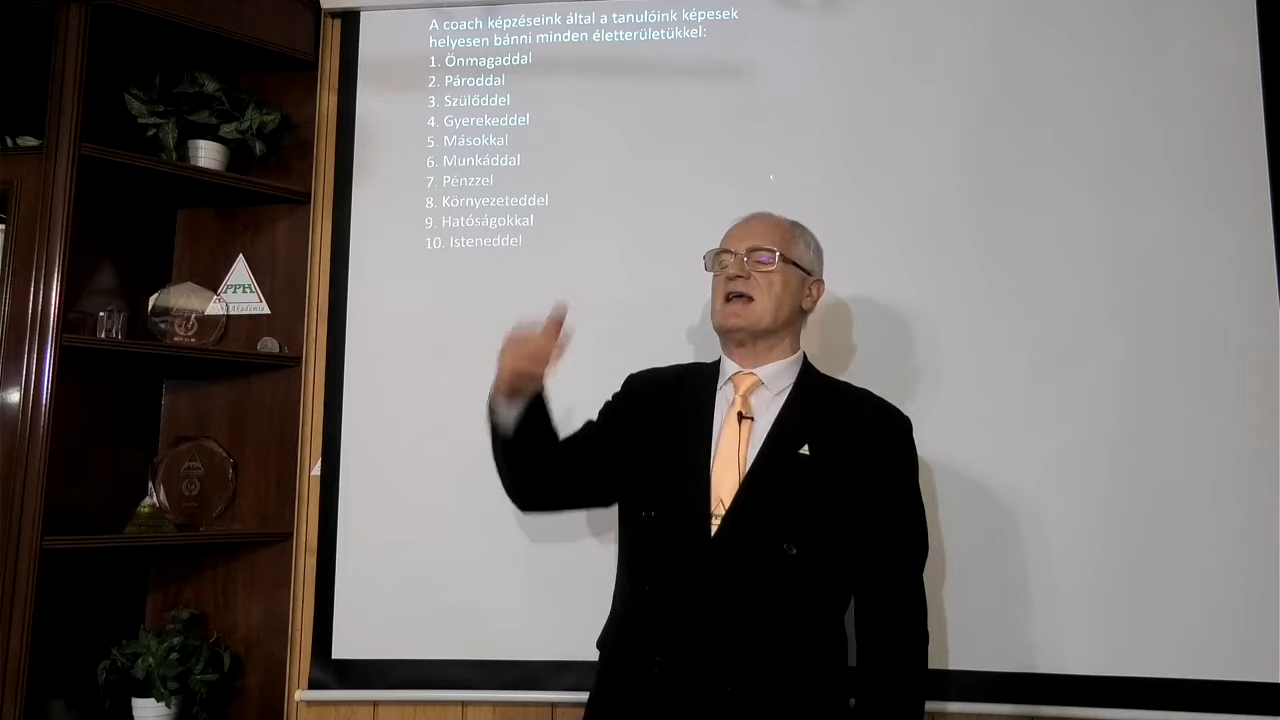 A coach képzéseink által a tanulóink képesek
helyesen bánni minden életterületükkel:
1. Önmagaddal
2. Pároddal
3. Szülőddel
4. Gyerekeddel
5. Másokkal
6. Munkáddal
7. Pénzzel
8. Környezeteddel
9. Hatóságokkal
10. Isteneddel
PPH
Akadémia